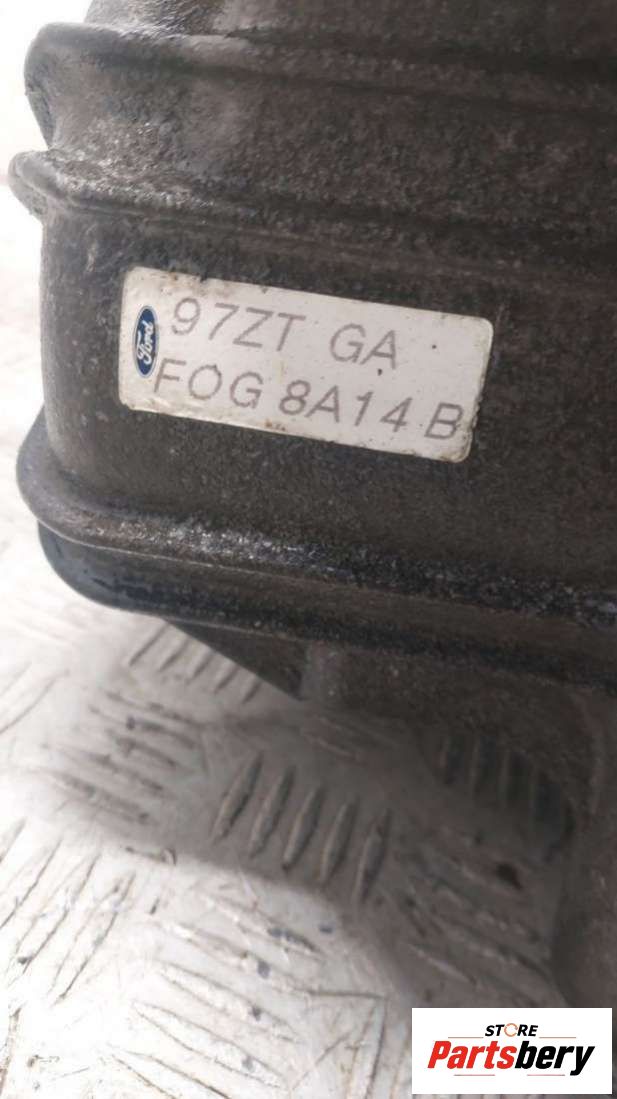 Ford
97ZT GA
FOG 8A14 B
STORE
Partsbery